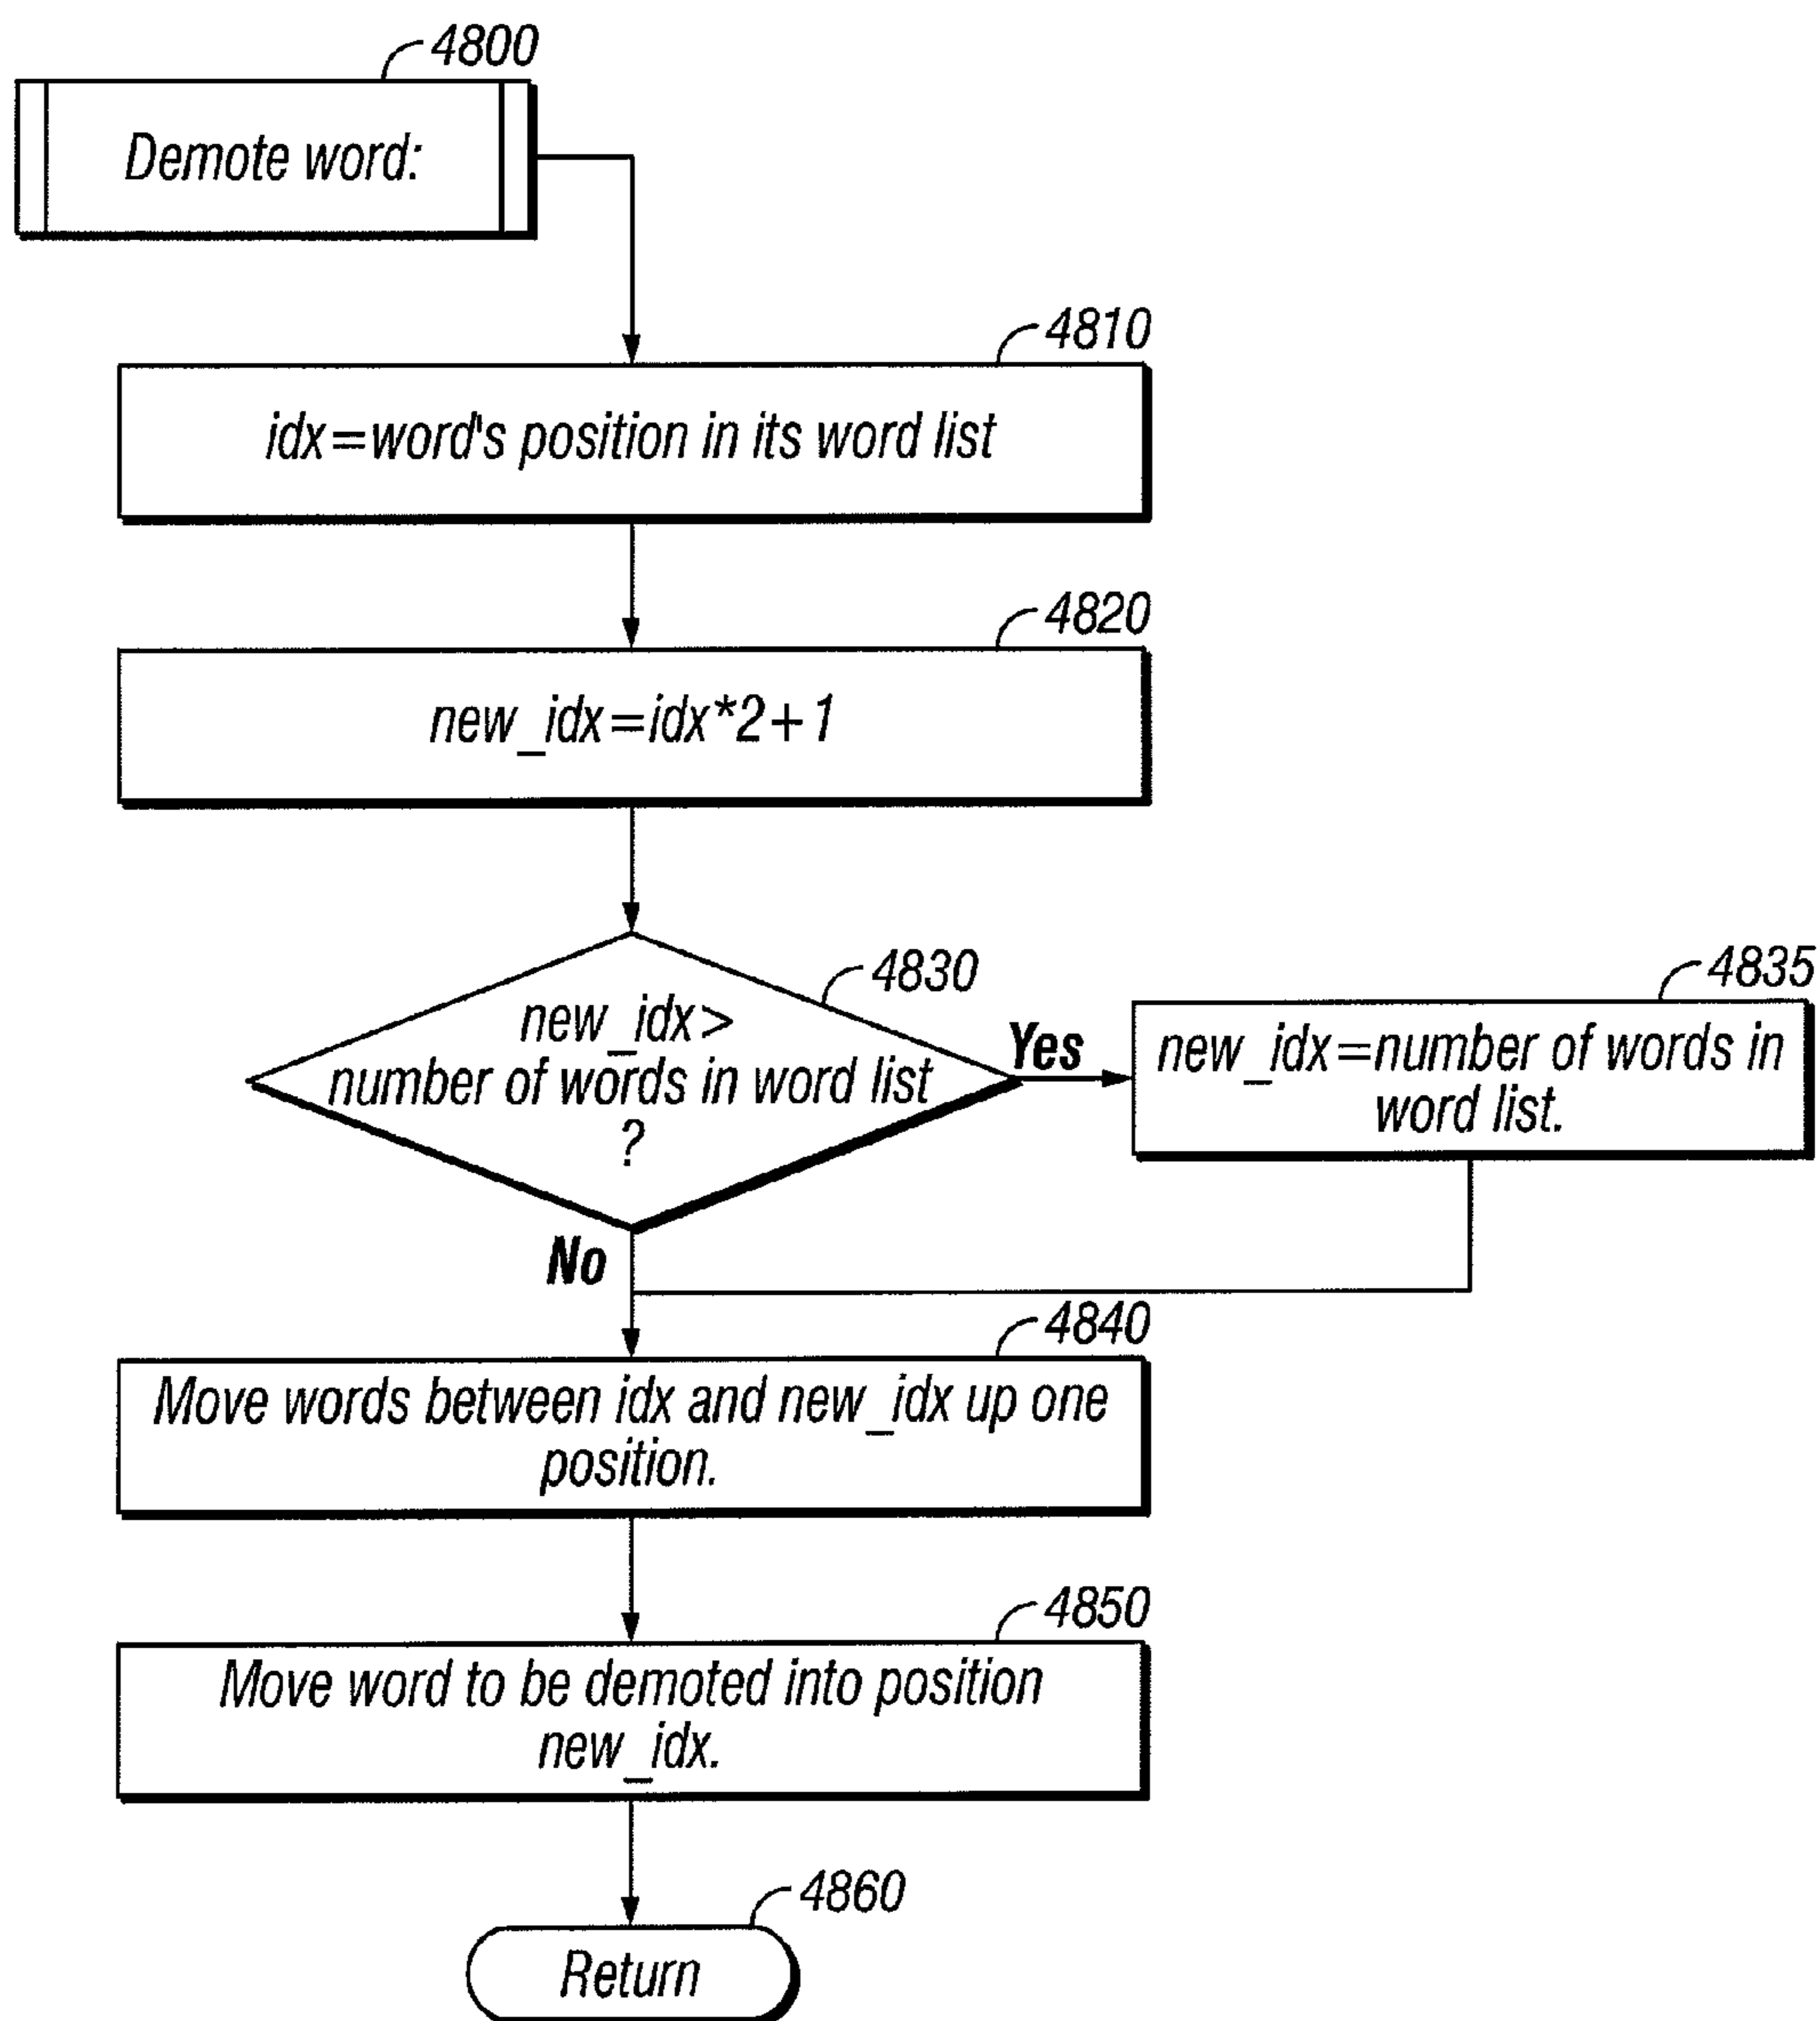 4800
Demote word:
4810
idx=word's position in its word list
4820
new_idx=idx*2+1
4830
new_idx>
number of words in word list
?
Yes
4835
new_idx=number of words in
word list.
No
4840
Move words between idx and new_idx up one
position.
4850
Move word to be demoted into position
new_idx.
4860
Return